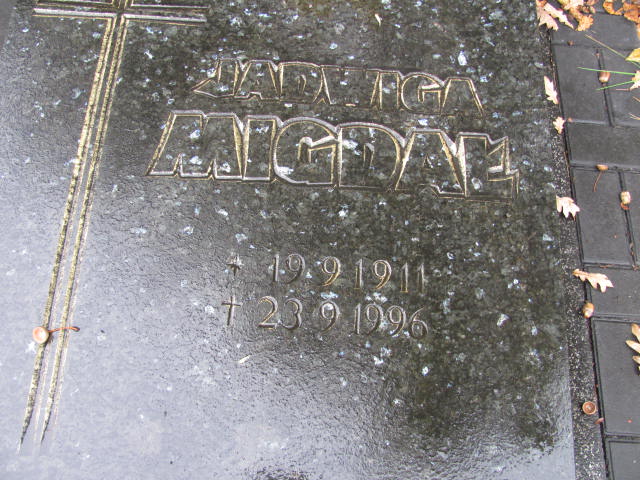 JADWIGA
MIGDAŁ
* 19.9.1911
† 23.9.1996